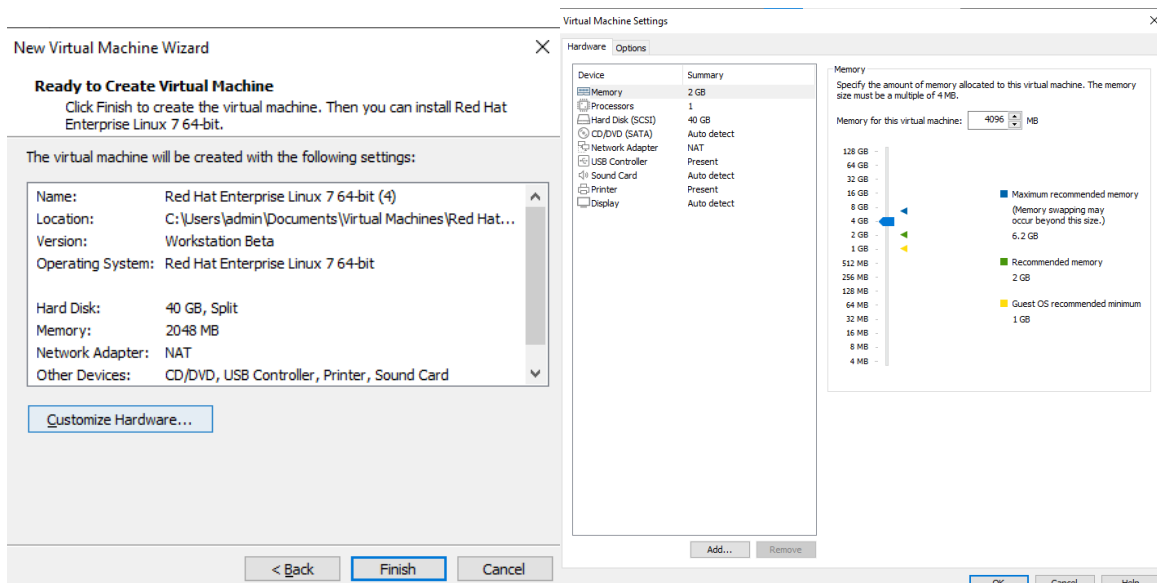 New Virtual Machine Wizard
Ready to Create Virtual Machine
Click Finish to create the virtual machine. Then you can install Red Hat
Enterprise Linux 7 64-bit.
The virtual machine will be created with the following settings:
Name: Red Hat Enterprise Linux 7 64-bit (4)
Location: C:\Users\admin\Documents\Virtual Machines\Red Hat...
Version: Workstation Beta
Operating System: Red Hat Enterprise Linux 7 64-bit
Hard Disk: 40 GB, Split
Memory: 2048 MB
Network Adapter: NAT
Other Devices: CD/DVD, USB Controller, Printer, Sound Card
Customize Hardware...
< Back Finish Cancel
Virtual Machine Settings
Hardware Options
Device Summary
Memory 2 GB
Processors 1
Hard Disk (SCSI) 40 GB
CD/DVD (SATA) Auto detect
Network Adapter NAT
USB Controller Present
Sound Card Auto detect
Printer Present
Display Auto detect
Add... Remove
Memory
Specify the amount of memory allocated to this virtual machine. The memory
size must be a multiple of 4 MB.
Memory for this virtual machine: 4096 MB
128 GB
64 GB
32 GB
16 GB
8 GB
4 GB
2 GB
1 GB
512 MB
256 MB
128 MB
64 MB
32 MB
16 MB
8 MB
4 MB
Maximum recommended memory
(Memory swapping may
occur beyond this size.)
6.2 GB
Recommended memory
2 GB
Guest OS recommended minimum
1 GB
OK Cancel Help